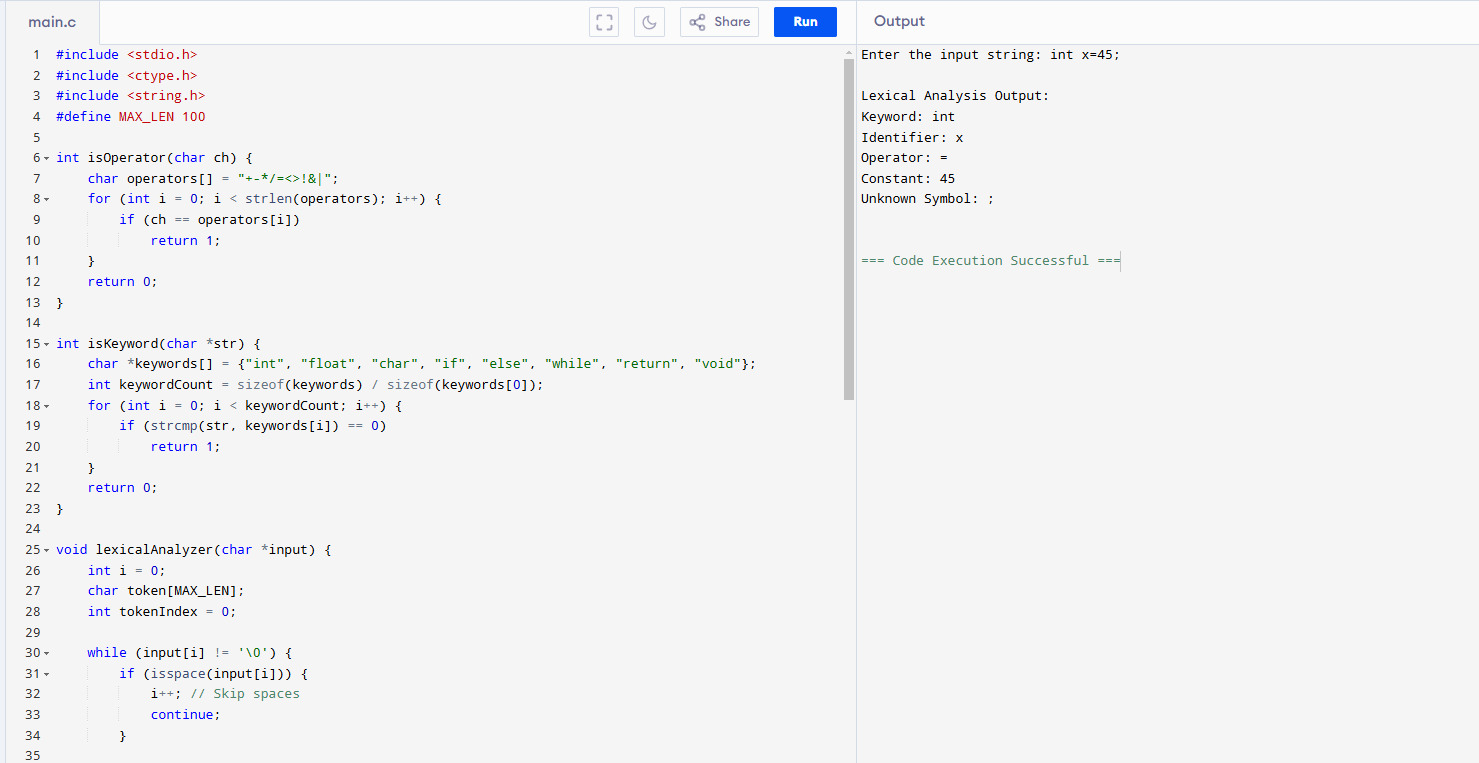 main.c
Share
Run
Output
1 #include <stdio.h>
2 #include <ctype.h>
3 #include <string.h>
4 #define MAX_LEN 100
5
6 int isOperator(char ch) {
7     char operators[] = "+-*/=<>!&|";
8     for (int i = 0; i < strlen(operators); i++) {
9         if (ch == operators[i])
10             return 1;
11     }
12     return 0;
13 }
14
15 int isKeyword(char *str) {
16     char *keywords[] = {"int", "float", "char", "if", "else", "while", "return", "void"};
17     int keywordCount = sizeof(keywords) / sizeof(keywords[0]);
18     for (int i = 0; i < keywordCount; i++) {
19         if (strcmp(str, keywords[i]) == 0)
20             return 1;
21     }
22     return 0;
23 }
24
25 void lexicalAnalyzer(char *input) {
26     int i = 0;
27     char token[MAX_LEN];
28     int tokenIndex = 0;
29
30     while (input[i] != '\0') {
31         if (isspace(input[i])) {
32             i++; // Skip spaces
33             continue;
34         }
35
Enter the input string: int x=45;
Lexical Analysis Output:
Keyword: int
Identifier: x
Operator: =
Constant: 45
Unknown Symbol: ;
=== Code Execution Successful ===